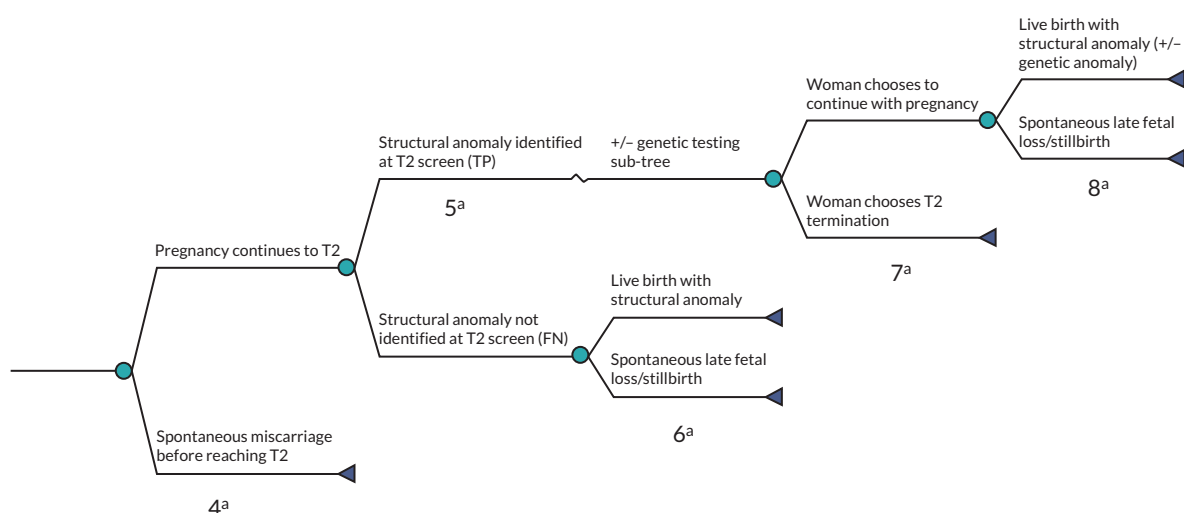 Live birth with
structural anomaly (+/–
genetic anomaly)
Woman chooses to
continue with pregnancy
Spontaneous late fetal
loss/stillbirth
8a
Structural anomaly identified
at T2 screen (TP)
+/– genetic testing
sub-tree
5a
Woman chooses T2
termination
7a
Pregnancy continues to T2
Live birth with
structural anomaly
Structural anomaly not
identified at T2 screen (FN)
Spontaneous late fetal
loss/stillbirth
6a
Spontaneous miscarriage
before reaching T2
4a